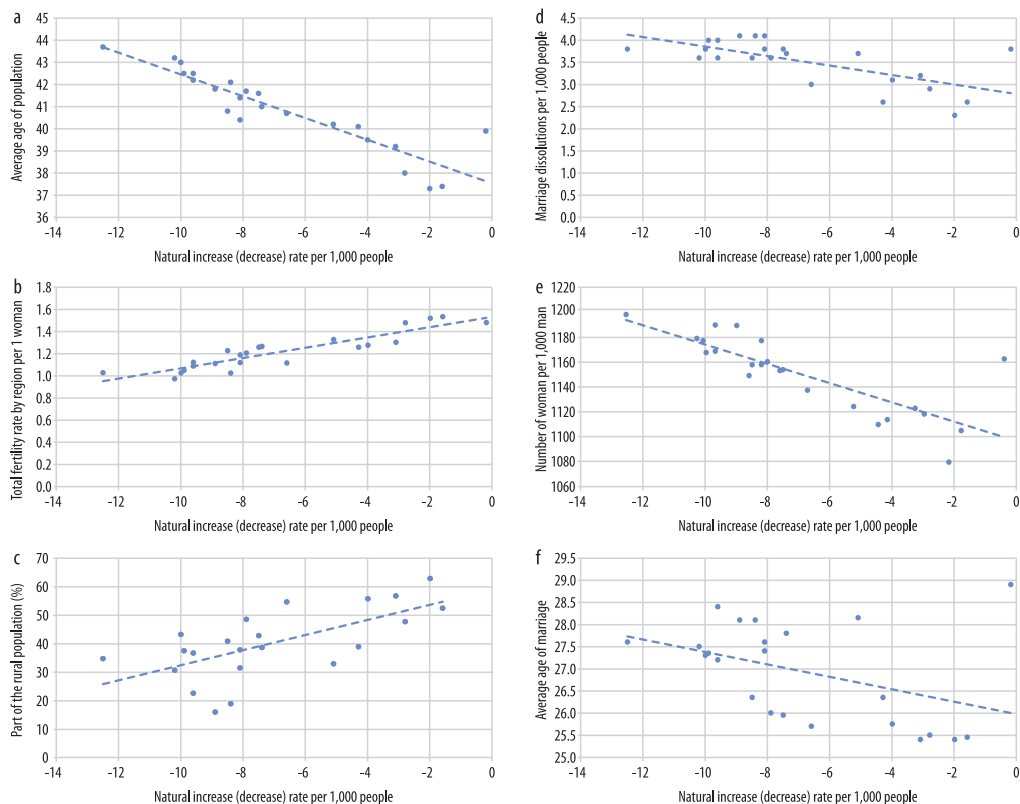 a
Average age of population
45
44
43
42
41
40
39
38
37
36
–14 –12 –10 –8 –6 –4 –2 0
Natural increase (decrease) rate per 1,000 people
b
Total fertility rate by region per 1 woman
1.8
1.6
1.4
1.2
1.0
0.8
0.6
0.4
0.2
0.0
–14 –12 –10 –8 –6 –4 –2 0
Natural increase (decrease) rate per 1,000 people
c
Part of the rural population (%)
70
60
50
40
30
20
10
0
–14 –12 –10 –8 –6 –4 –2 0
Natural increase (decrease) rate per 1,000 people
d
Marriage dissolutions per 1,000 people
4.5
4.0
3.5
3.0
2.5
2.0
1.5
1.0
0.5
0.0
–14 –12 –10 –8 –6 –4 –2 0
Natural increase (decrease) rate per 1,000 people
e
Number of woman per 1,000 man
1220
1200
1180
1160
1140
1120
1100
1080
1060
–14 –12 –10 –8 –6 –4 –2 0
Natural increase (decrease) rate per 1,000 people
f
Average age of marriage
29.5
29.0
28.5
28.0
27.5
27.0
26.5
26.0
25.5
25.0
–14 –12 –10 –8 –6 –4 –2 0
Natural increase (decrease) rate per 1,000 people